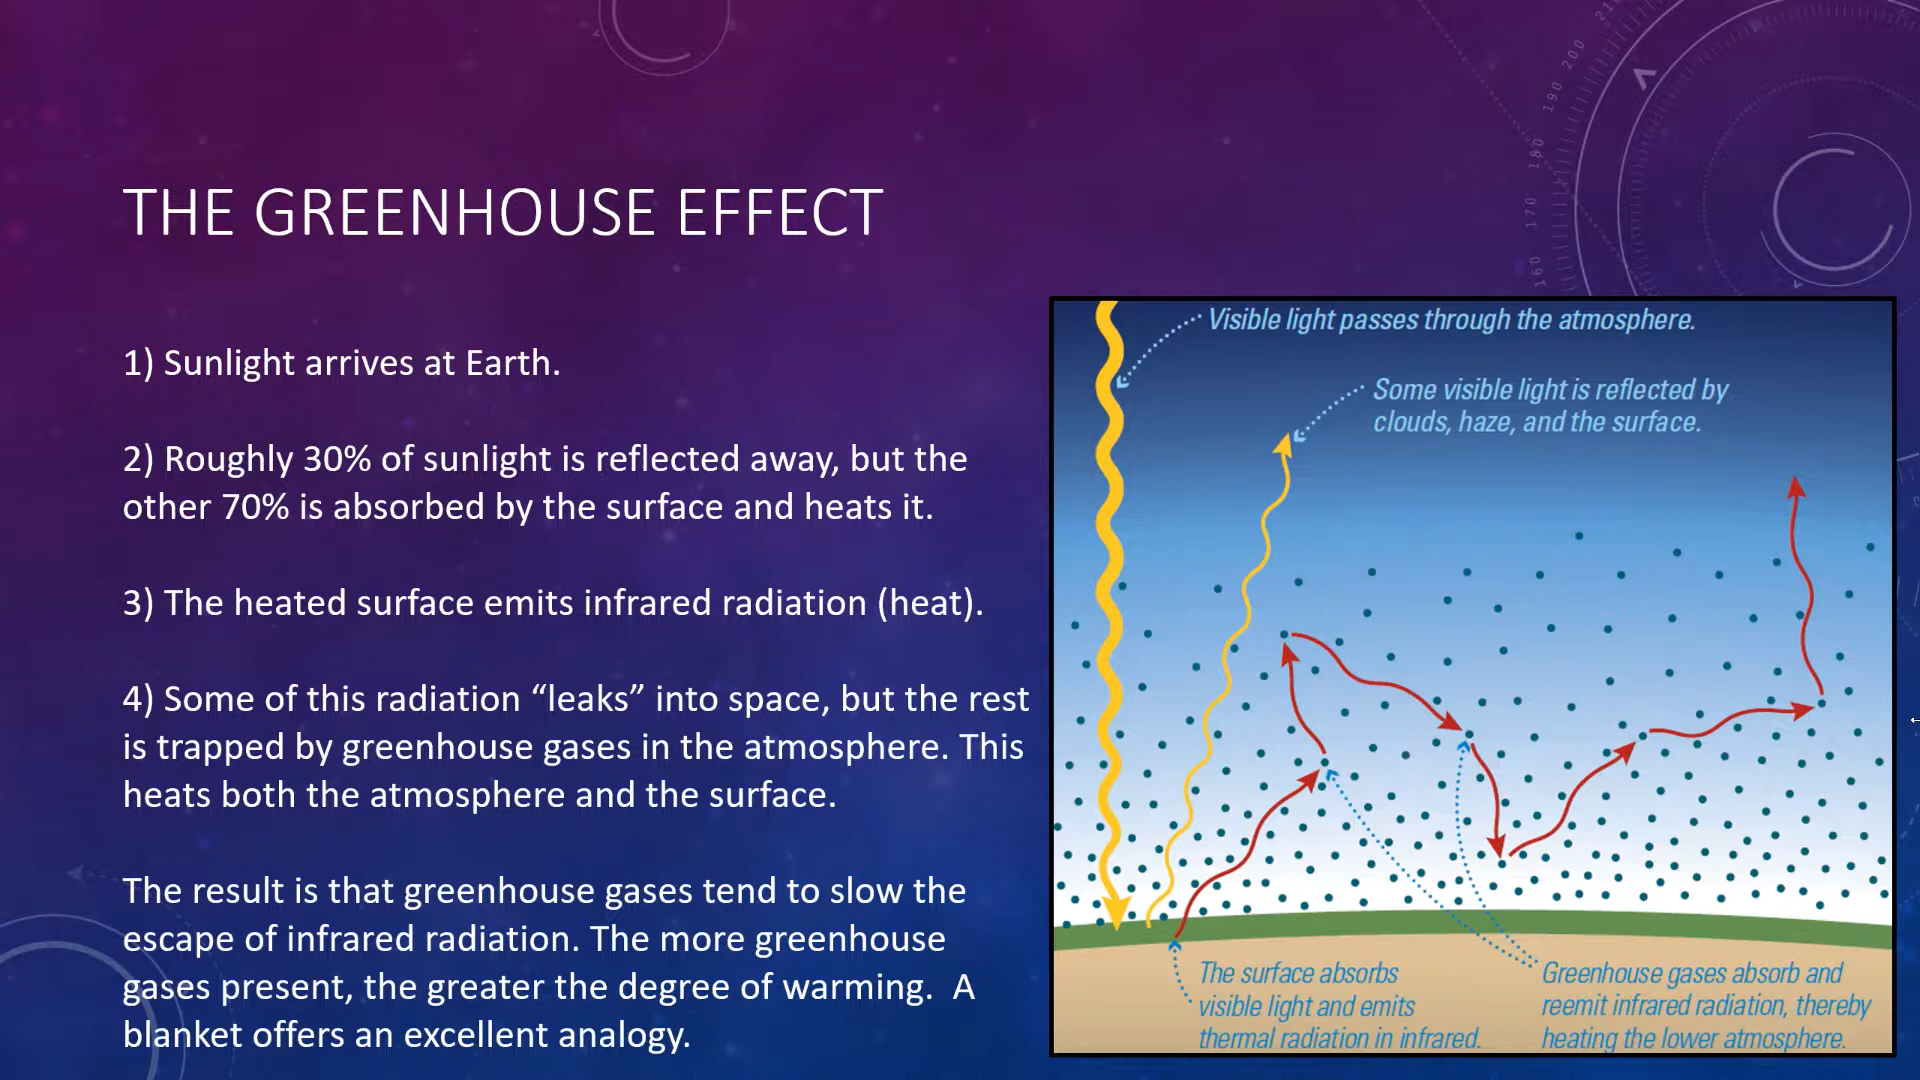 THE GREENHOUSE EFFECT
1) Sunlight arrives at Earth.
2) Roughly 30% of sunlight is reflected away, but the
other 70% is absorbed by the surface and heats it.
3) The heated surface emits infrared radiation (heat).
4) Some of this radiation “leaks” into space, but the rest
is trapped by greenhouse gases in the atmosphere. This
heats both the atmosphere and the surface.
The result is that greenhouse gases tend to slow the
escape of infrared radiation. The more greenhouse
gases present, the greater the degree of warming.  A
blanket offers an excellent analogy.
Visible light passes through the atmosphere.
Some visible light is reflected by
clouds, haze, and the surface.
The surface absorbs
visible light and emits
thermal radiation in infrared.
Greenhouse gases absorb and
reemit infrared radiation, thereby
heating the lower atmosphere.
200
190
180
170
160